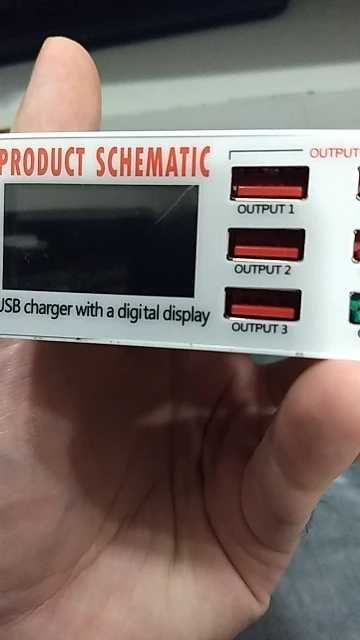 PRODUCT SCHEMATIC
OUTPUT
OUTPUT 1
OUTPUT 2
OUTPUT 3
USB charger with a digital display